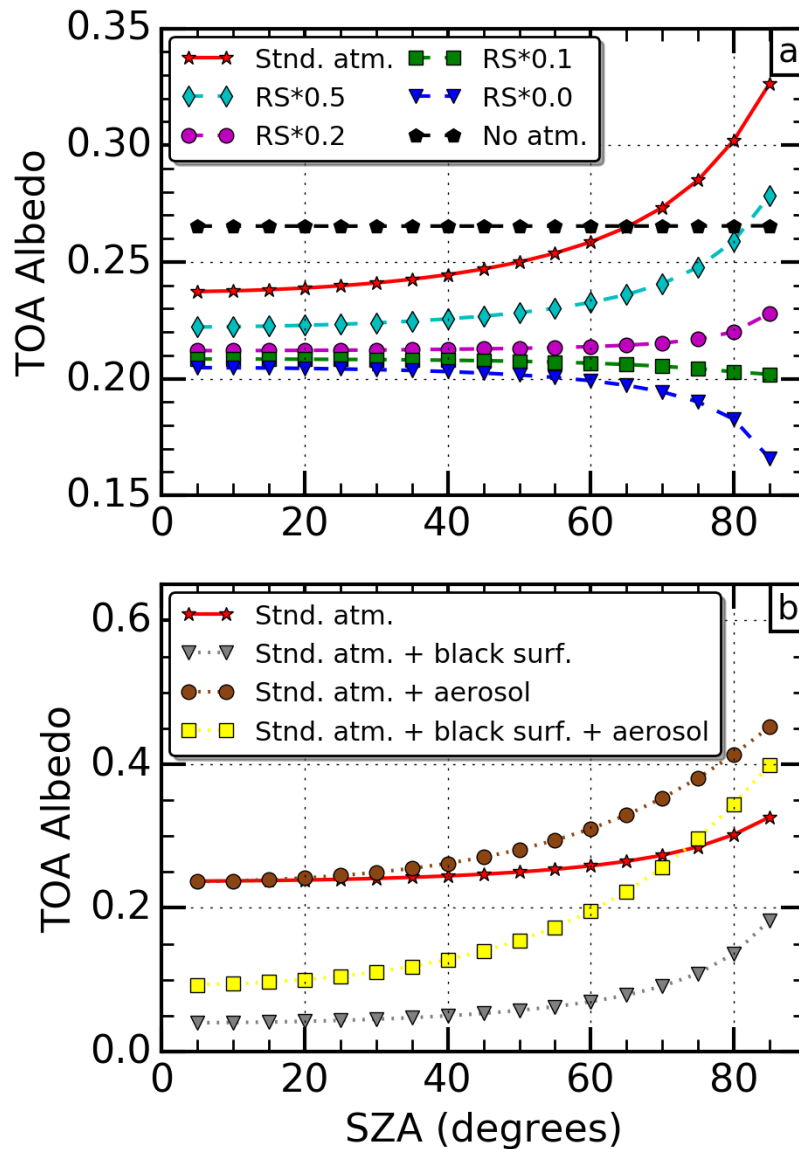 0.35
a
Stnd. atm. RS*0.1
RS*0.5 RS*0.0
RS*0.2 No atm.
0.30
0.25
0.20
0.15
TOA Albedo
20 40 60 80
b
Stnd. atm.
Stnd. atm. + black surf.
Stnd. atm. + aerosol
Stnd. atm. + black surf. + aerosol
0.6
0.4
0.2
0.0
TOA Albedo
20 40 60 80
SZA (degrees)